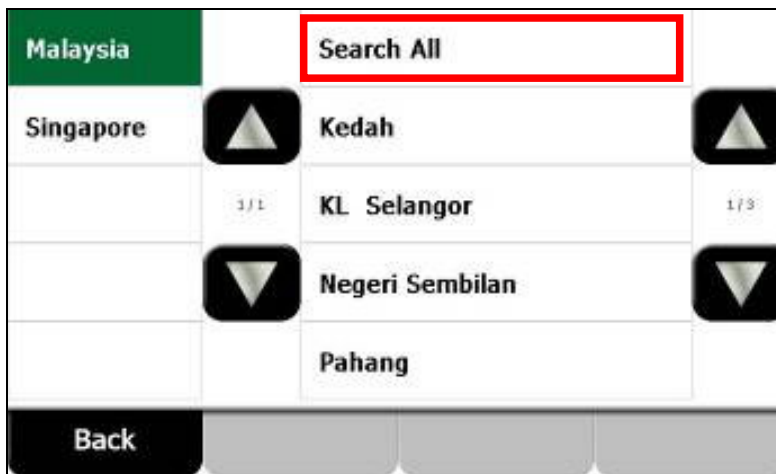 Malaysia
Search All
Singapore
Kedah
1/1
KL Selangor
1/3
Negeri Sembilan
Pahang
Back